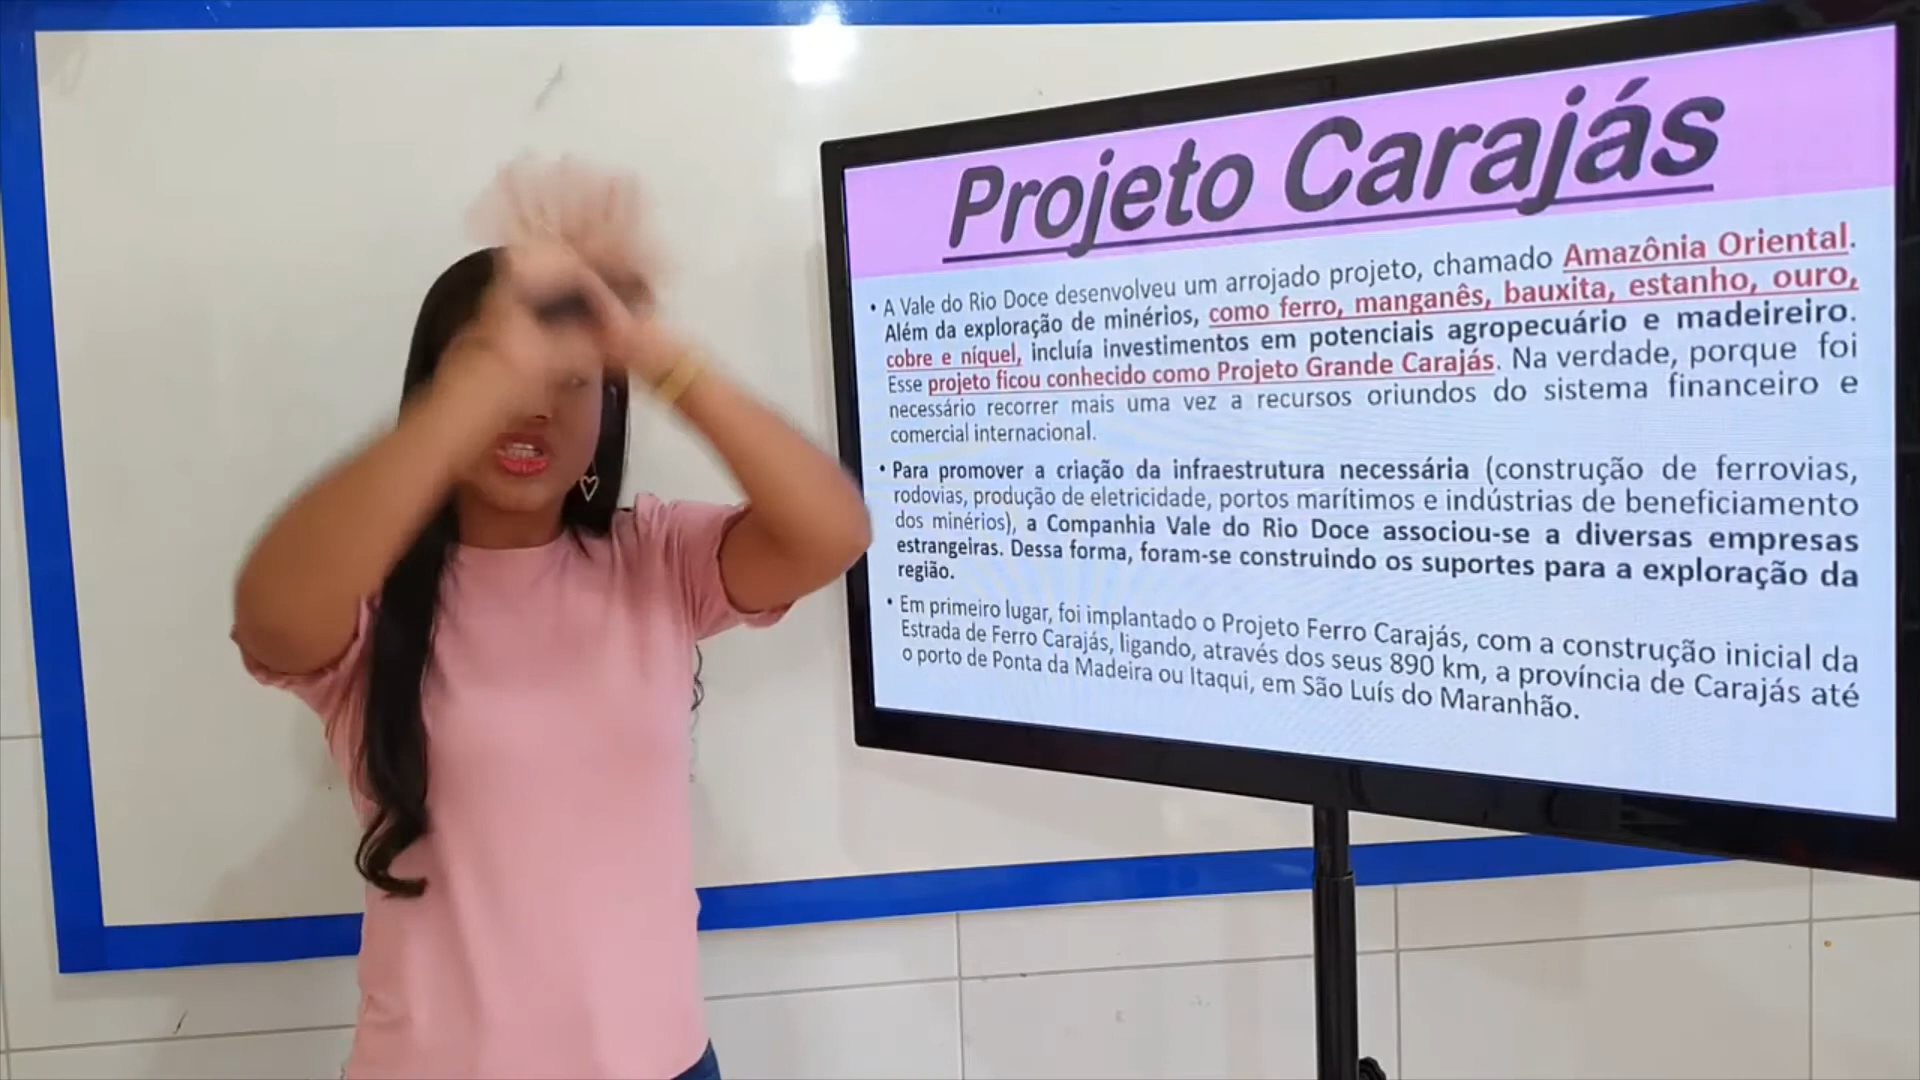 Projeto Carajás
• A Vale do Rio Doce desenvolveu um arrojado projeto, chamado Amazônia Oriental.
Além da exploração de minérios, como ferro, manganês, bauxita, estanho, ouro,
cobre e níquel, incluía investimentos em potenciais agropecuário e madeireiro.
Esse projeto ficou conhecido como Projeto Grande Carajás. Na verdade, porque foi
necessário recorrer mais uma vez a recursos oriundos do sistema financeiro e
comercial internacional.
• Para promover a criação da infraestrutura necessária (construção de ferrovias,
rodovias, produção de eletricidade, portos marítimos e indústrias de beneficiamento
dos minérios), a Companhia Vale do Rio Doce associou-se a diversas empresas
estrangeiras. Dessa forma, foram-se construindo os suportes para a exploração da
região.
• Em primeiro lugar, foi implantado o Projeto Ferro Carajás, com a construção inicial da
Estrada de Ferro Carajás, ligando, através dos seus 890 km, a província de Carajás até
o porto de Ponta da Madeira ou Itaqui, em São Luís do Maranhão.